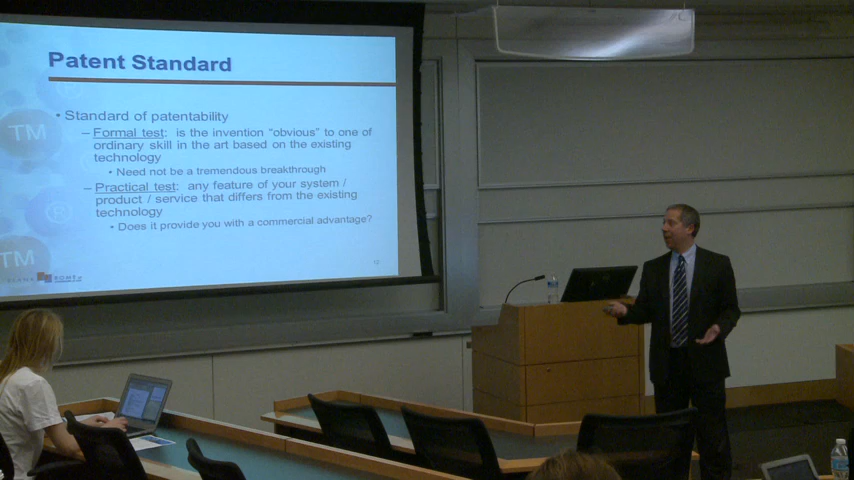 Patent Standard
• Standard of patentability
– Formal test: is the invention “obvious” to one of
ordinary skill in the art based on the existing
technology
• Need not be a tremendous breakthrough
– Practical test: any feature of your system /
product / service that differs from the existing
technology
• Does it provide you with a commercial advantage?
TM
®
TM